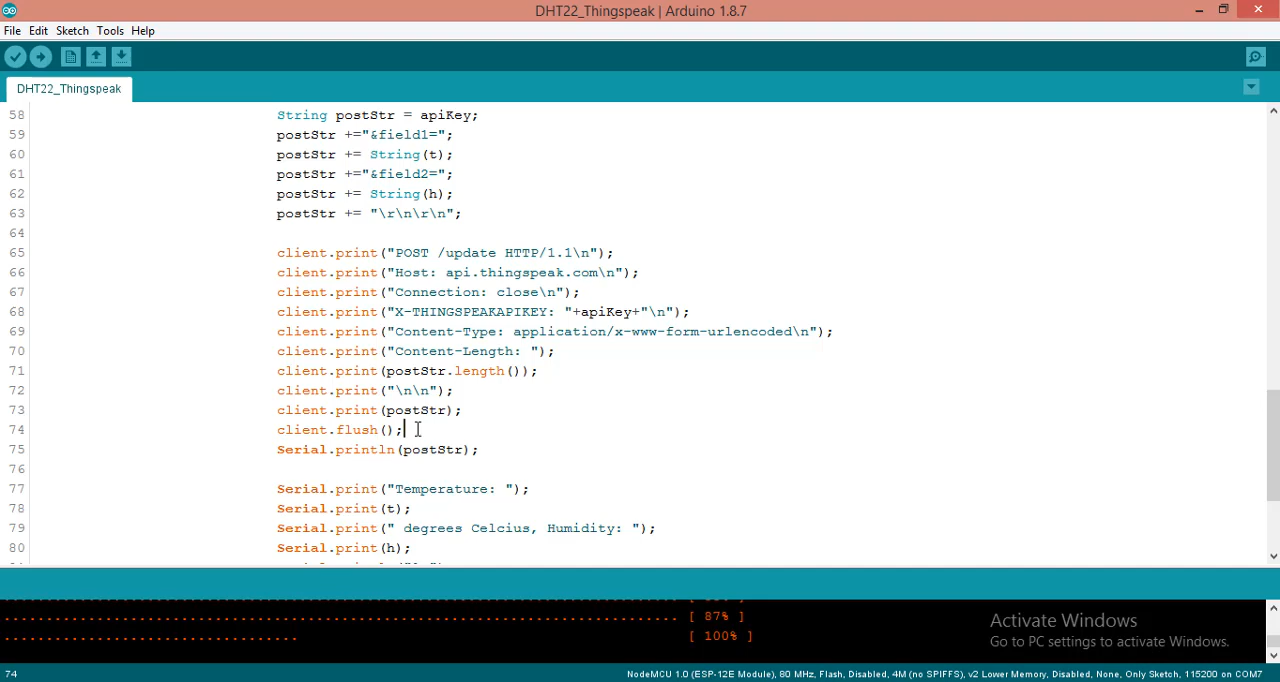 DHT22_Thingspeak | Arduino 1.8.7
File Edit Sketch Tools Help
DHT22_Thingspeak
58 String postStr = apiKey;
59 postStr +="&field1=";
60 postStr += String(t);
61 postStr +="&field2=";
62 postStr += String(h);
63 postStr += "\r\n\r\n";
64
65 client.print("POST /update HTTP/1.1\n");
66 client.print("Host: api.thingspeak.com\n");
67 client.print("Connection: close\n");
68 client.print("X-THINGSPEAKAPIKEY: "+apiKey+"\n");
69 client.print("Content-Type: application/x-www-form-urlencoded\n");
70 client.print("Content-Length: ");
71 client.print(postStr.length());
72 client.print("\n\n");
73 client.print(postStr);
74 client.flush();
75 Serial.println(postStr);
76
77 Serial.print("Temperature: ");
78 Serial.print(t);
79 Serial.print(" degrees Celcius, Humidity: ");
80 Serial.print(h);
................................................................................ [ 87% ]
................................... [ 100% ]
Activate Windows
Go to PC settings to activate Windows.
74 NodeMCU 1.0 (ESP-12E Module), 80 MHz, Flash, Disabled, 4M (no SPIFFS), v2 Lower Memory, Disabled, None, Only Sketch, 115200 on COM7